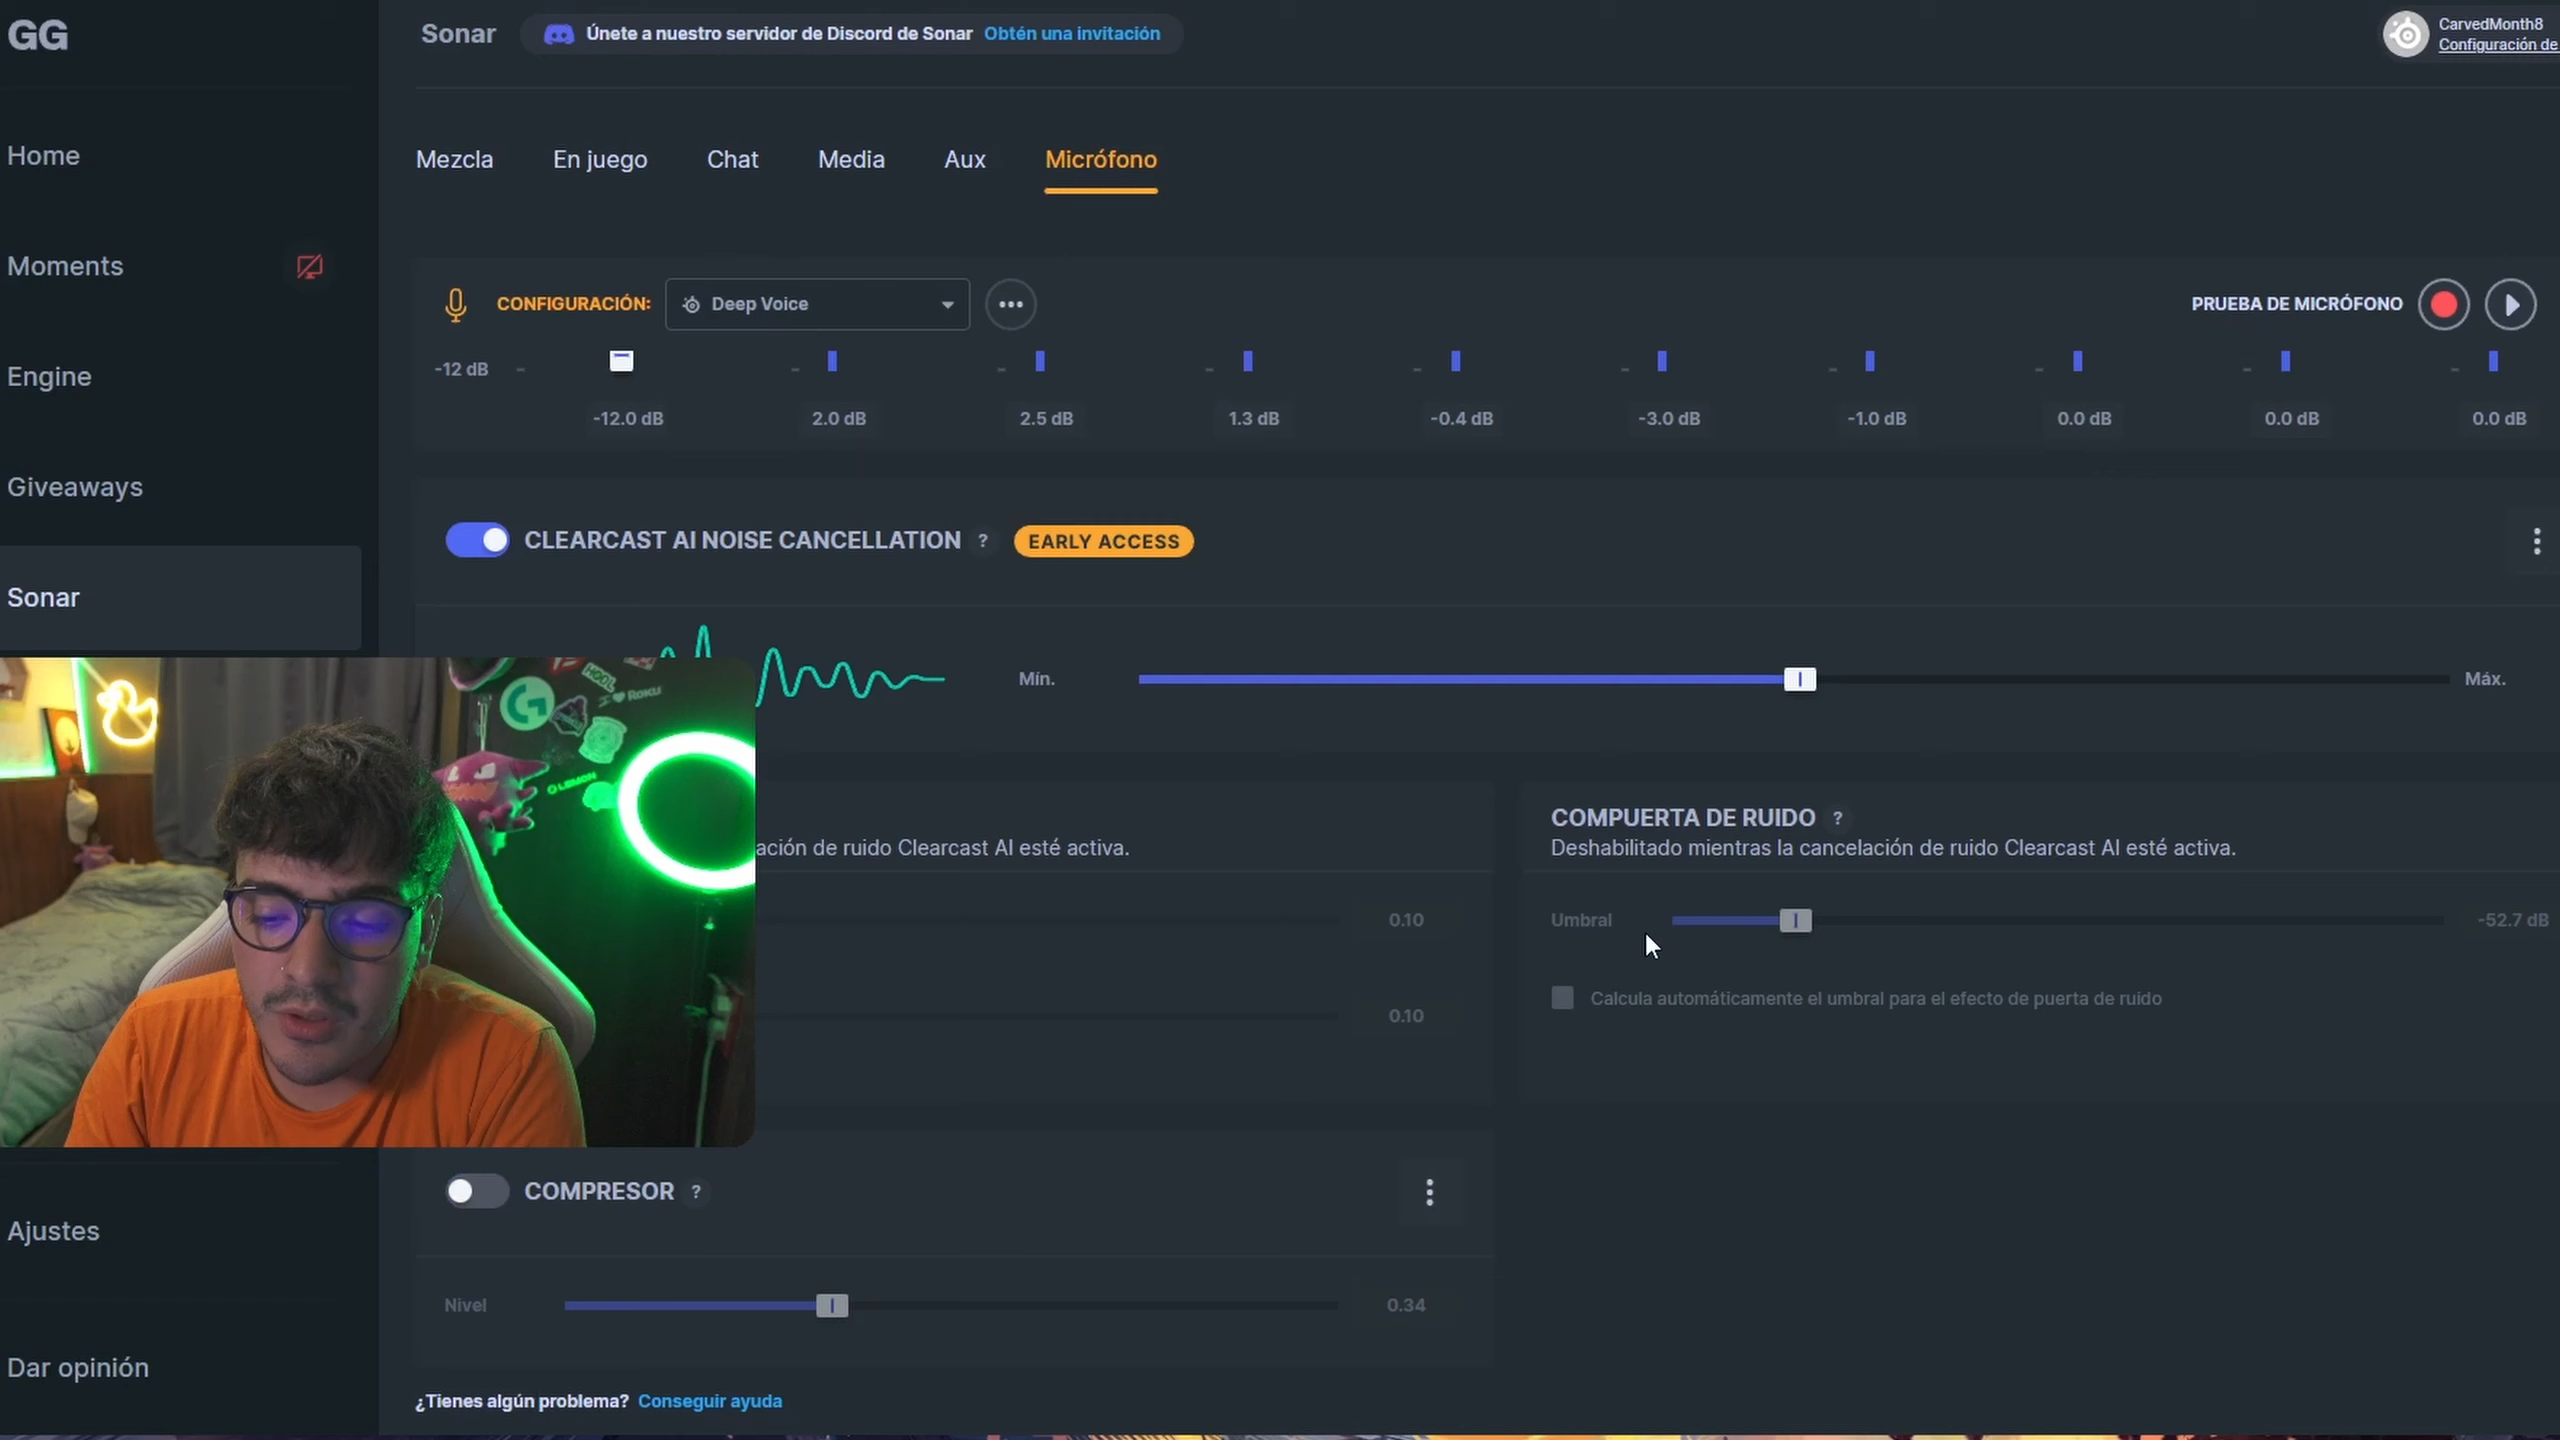 GG
Sonar
Únete a nuestro servidor de Discord de Sonar Obtén una invitación
CarvedMonth8
Configuración de
Home
Moments
Engine
Giveaways
Sonar
Ajustes
Dar opinión
Mezcla En juego Chat Media Aux Micrófono
CONFIGURACIÓN: Deep Voice
PRUEBA DE MICRÓFONO
-12 dB - - - - - - - - - -
-12.0 dB 2.0 dB 2.5 dB 1.3 dB -0.4 dB -3.0 dB -1.0 dB 0.0 dB 0.0 dB 0.0 dB
CLEARCAST AI NOISE CANCELLATION ? EARLY ACCESS
Mín. Máx.
ación de ruido Clearcast AI esté activa.
0.10
0.10
COMPUERTA DE RUIDO ?
Deshabilitado mientras la cancelación de ruido Clearcast AI esté activa.
Umbral -52.7 dB
Calcula automáticamente el umbral para el efecto de puerta de ruido
Roku
LEMON
COMPRESOR ?
Nivel 0.34
¿Tienes algún problema? Conseguir ayuda